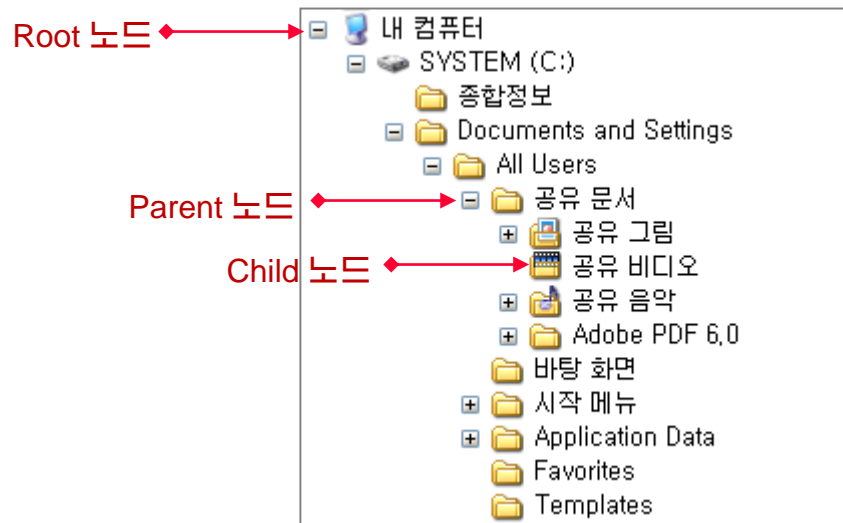 Root 노드
내 컴퓨터
SYSTEM (C:)
종합정보
Documents and Settings
All Users
Parent 노드
공유 문서
공유 그림
Child 노드
공유 비디오
공유 음악
Adobe PDF 6,0
바탕 화면
시작 메뉴
Application Data
Favorites
Templates